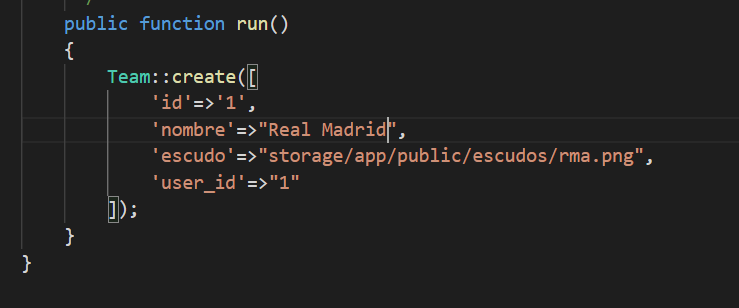 /
public function run()
{
Team::create([
'id'=>'1',
'nombre'=>"Real Madrid",
'escudo'=>"storage/app/public/escudos/rma.png",
'user_id'=>"1"
]);
}
}